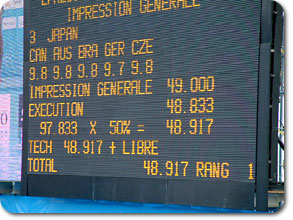 IMPRESSION GENERALE
3 JAPAN
CAN AUS BRA GER CZE
9.8 9.8 9.8 9.7 9.8
IMPRESSION GENERALE 49.000
EXECUTION 48.833
97.833 X 50% = 48.917
TECH 48.917 + LIBRE
TOTAL 48.917 RANG 1